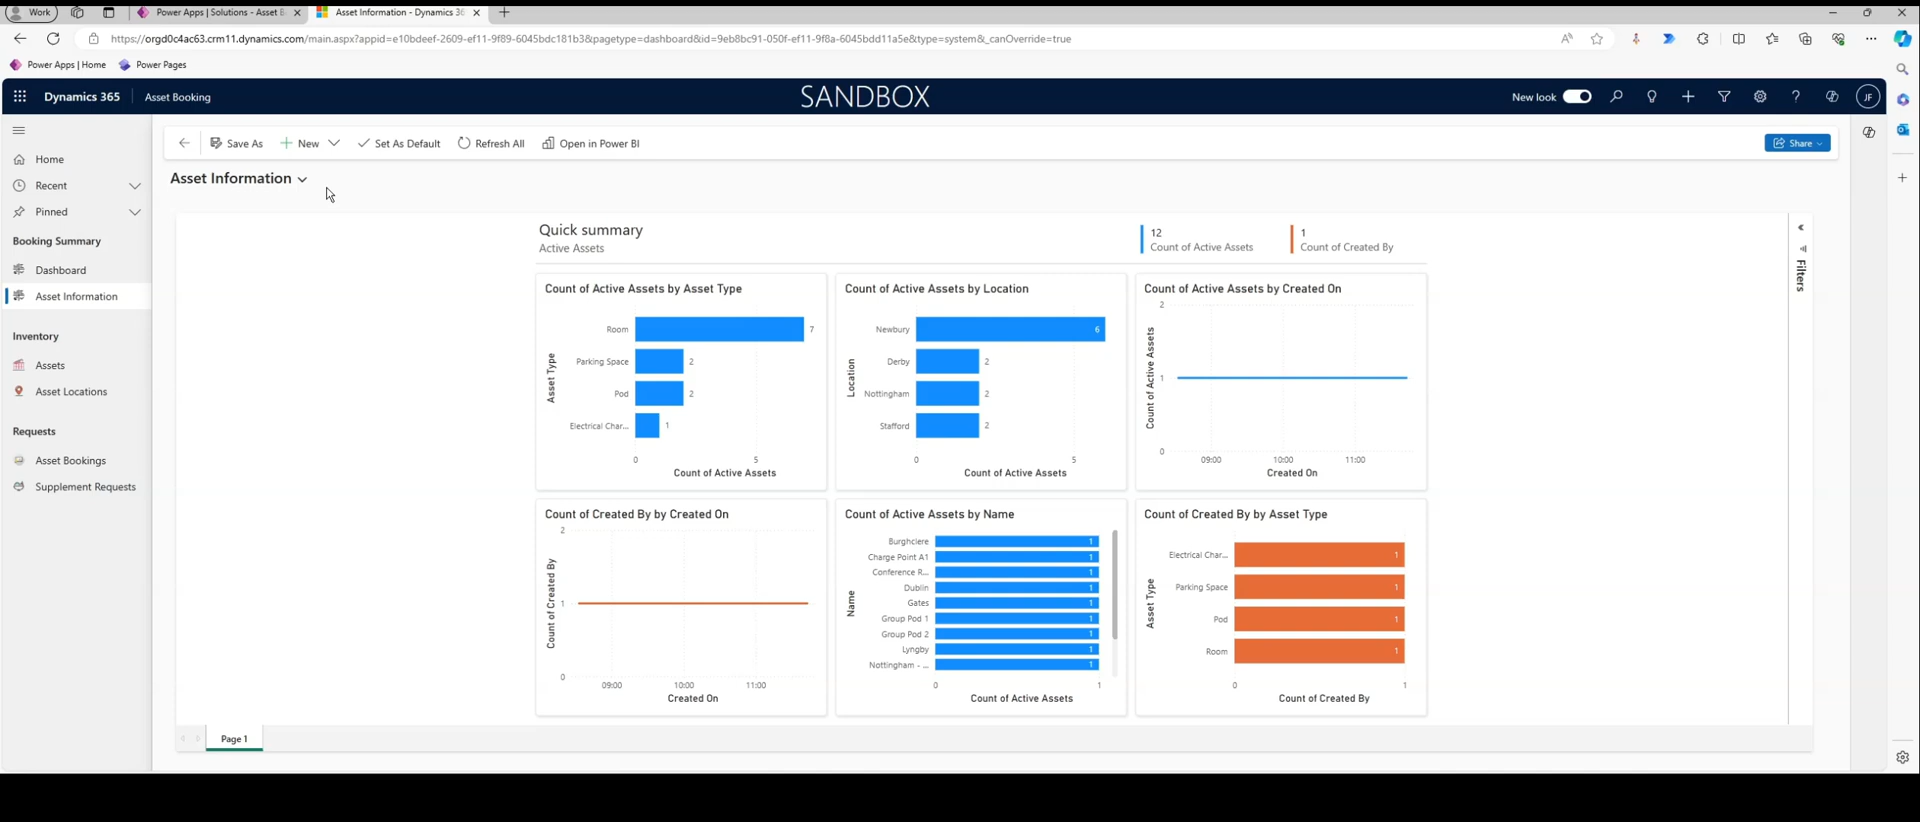 Work
Power Apps | Solutions - Asset B
Asset Information - Dynamics 36
https://orgd0c4ac63.crm11.dynamics.com/main.aspx?appid=e10bdeef-2609-ef11-9f89-6045bdc181b3&pagetype=dashboard&id=9eb8bc91-050f-ef11-9f8a-6045bdd11a5e&type=system&_canOverride=true
Power Apps | Home
Power Pages
Dynamics 365
Asset Booking
SANDBOX
New look
JF
Save As
New
Set As Default
Refresh All
Open in Power BI
Share
Home
Recent
Pinned
Booking Summary
Dashboard
Asset Information
Inventory
Assets
Asset Locations
Requests
Asset Bookings
Supplement Requests
Asset Information
Quick summary
Active Assets
12
Count of Active Assets
1
Count of Created By
Filters
Count of Active Assets by Asset Type
Asset Type
Room 7
Parking Space 2
Pod 2
Electrical Char... 1
0 5
Count of Active Assets
Count of Active Assets by Location
Location
Newbury 6
Derby 2
Nottingham 2
Stafford 2
0 5
Count of Active Assets
Count of Active Assets by Created On
Count of Active Assets
2
1
0
09:00 10:00 11:00
Created On
Count of Created By by Created On
Count of Created By
2
1
0
09:00 10:00 11:00
Created On
Count of Active Assets by Name
Name
Burghclere 1
Charge Point A1 1
Conference R... 1
Dublin 1
Gates 1
Group Pod 1 1
Group Pod 2 1
Lyngby 1
Nottingham - ... 1
0 1
Count of Active Assets
Count of Created By by Asset Type
Asset Type
Electrical Char... 1
Parking Space 1
Pod 1
Room 1
0 1
Count of Created By
Page 1